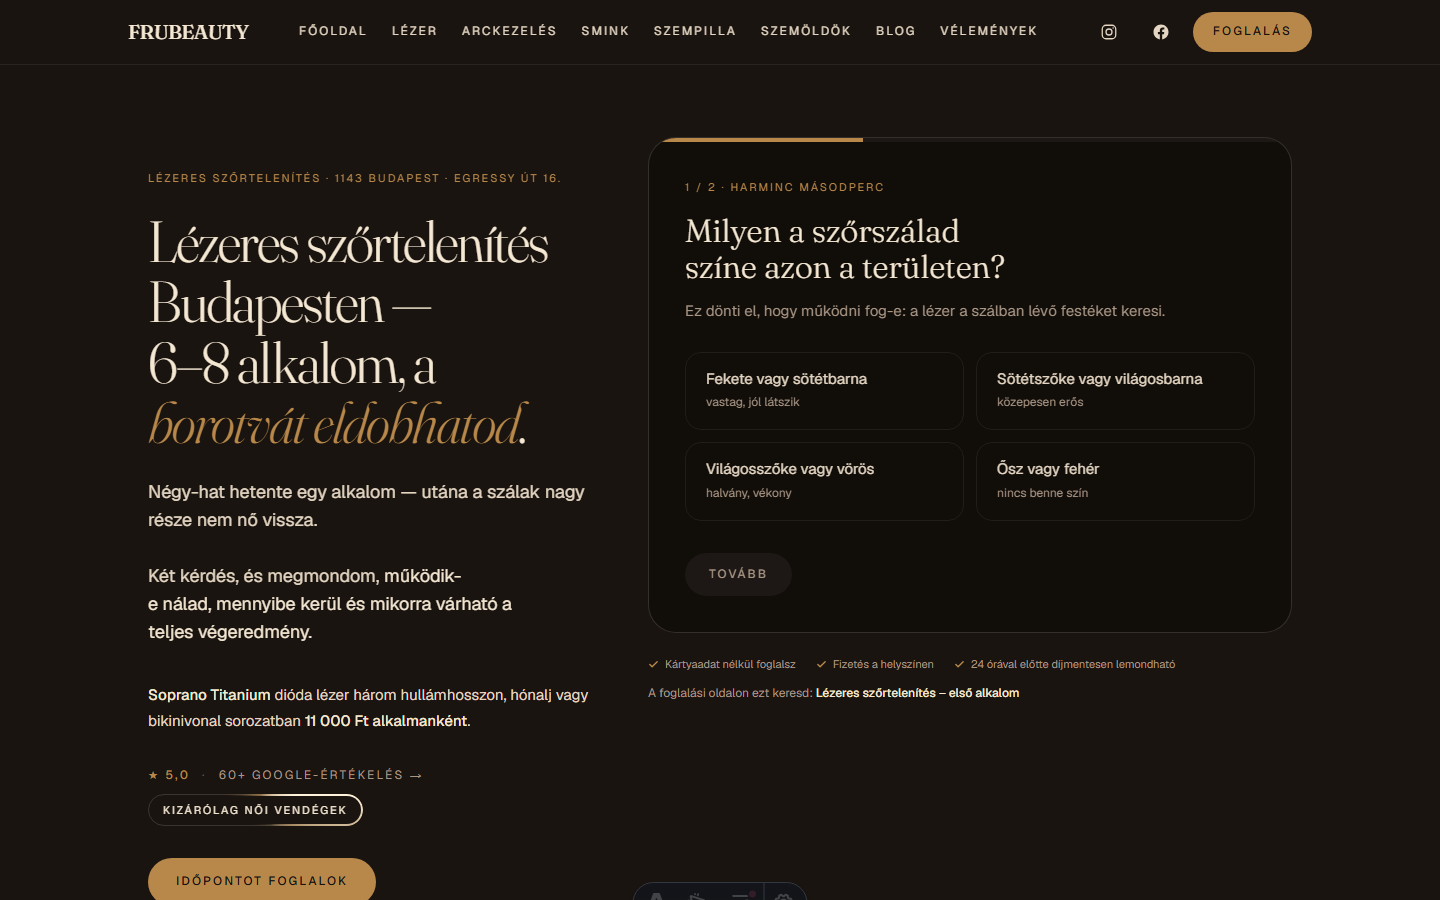 FRUBEAUTY
FŐOLDAL
LÉZER
ARCKEZELÉS
SMINK
SZEMPILLA
SZEMÖLDÖK
BLOG
VÉLEMÉNYEK
FOGLALÁS
LÉZERES SZŐRTELENÍTÉS · 1143 BUDAPEST · EGRESSY ÚT 16.
Lézeres szőrtelenítés
Budapesten —
6–8 alkalom, a
borotvát eldobhatod.
Négy-hat hetente egy alkalom — utána a szálak nagy
része nem nő vissza.
Két kérdés, és megmondom, működik-
e nálad, mennyibe kerül és mikorra várható a
teljes végeredmény.
Soprano Titanium dióda lézer három hullámhosszon, hónalj vagy
bikinivonal sorozatban 11 000 Ft alkalmanként.
★ 5,0 · 60+ GOOGLE-ÉRTÉKELÉS →
KIZÁRÓLAG NŐI VENDÉGEK
IDŐPONTOT FOGLALOK
1 / 2 · HARMINC MÁSODPERC
Milyen a szőrszálad
színe azon a területen?
Ez dönti el, hogy működni fog-e: a lézer a szálban lévő festéket keresi.
Fekete vagy sötétbarna
vastag, jól látszik
Sötétszőke vagy világosbarna
közepesen erős
Világosszőke vagy vörös
halvány, vékony
Ősz vagy fehér
nincs benne szín
TOVÁBB
✓ Kártyaadat nélkül foglalsz
✓ Fizetés a helyszínen
✓ 24 órával előtte díjmentesen lemondható
A foglalási oldalon ezt keresd: Lézeres szőrtelenítés – első alkalom